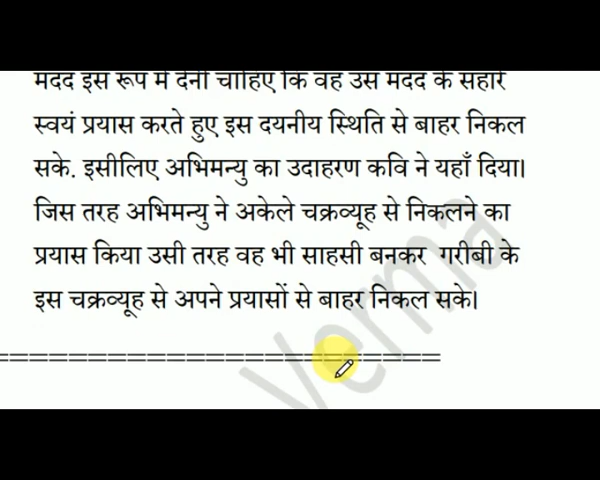 मदद इस रूप में देनी चाहिए कि वह उस मदद के सहारे
स्वयं प्रयास करते हुए इस दयनीय स्थिति से बाहर निकल
सके. इसीलिए अभिमन्यु का उदाहरण कवि ने यहाँ दिया।
जिस तरह अभिमन्यु ने अकेले चक्रव्यूह से निकलने का
प्रयास किया उसी तरह वह भी साहसी बनकर गरीबी के
इस चक्रव्यूह से अपने प्रयासों से बाहर निकल सके।
========================
Verma